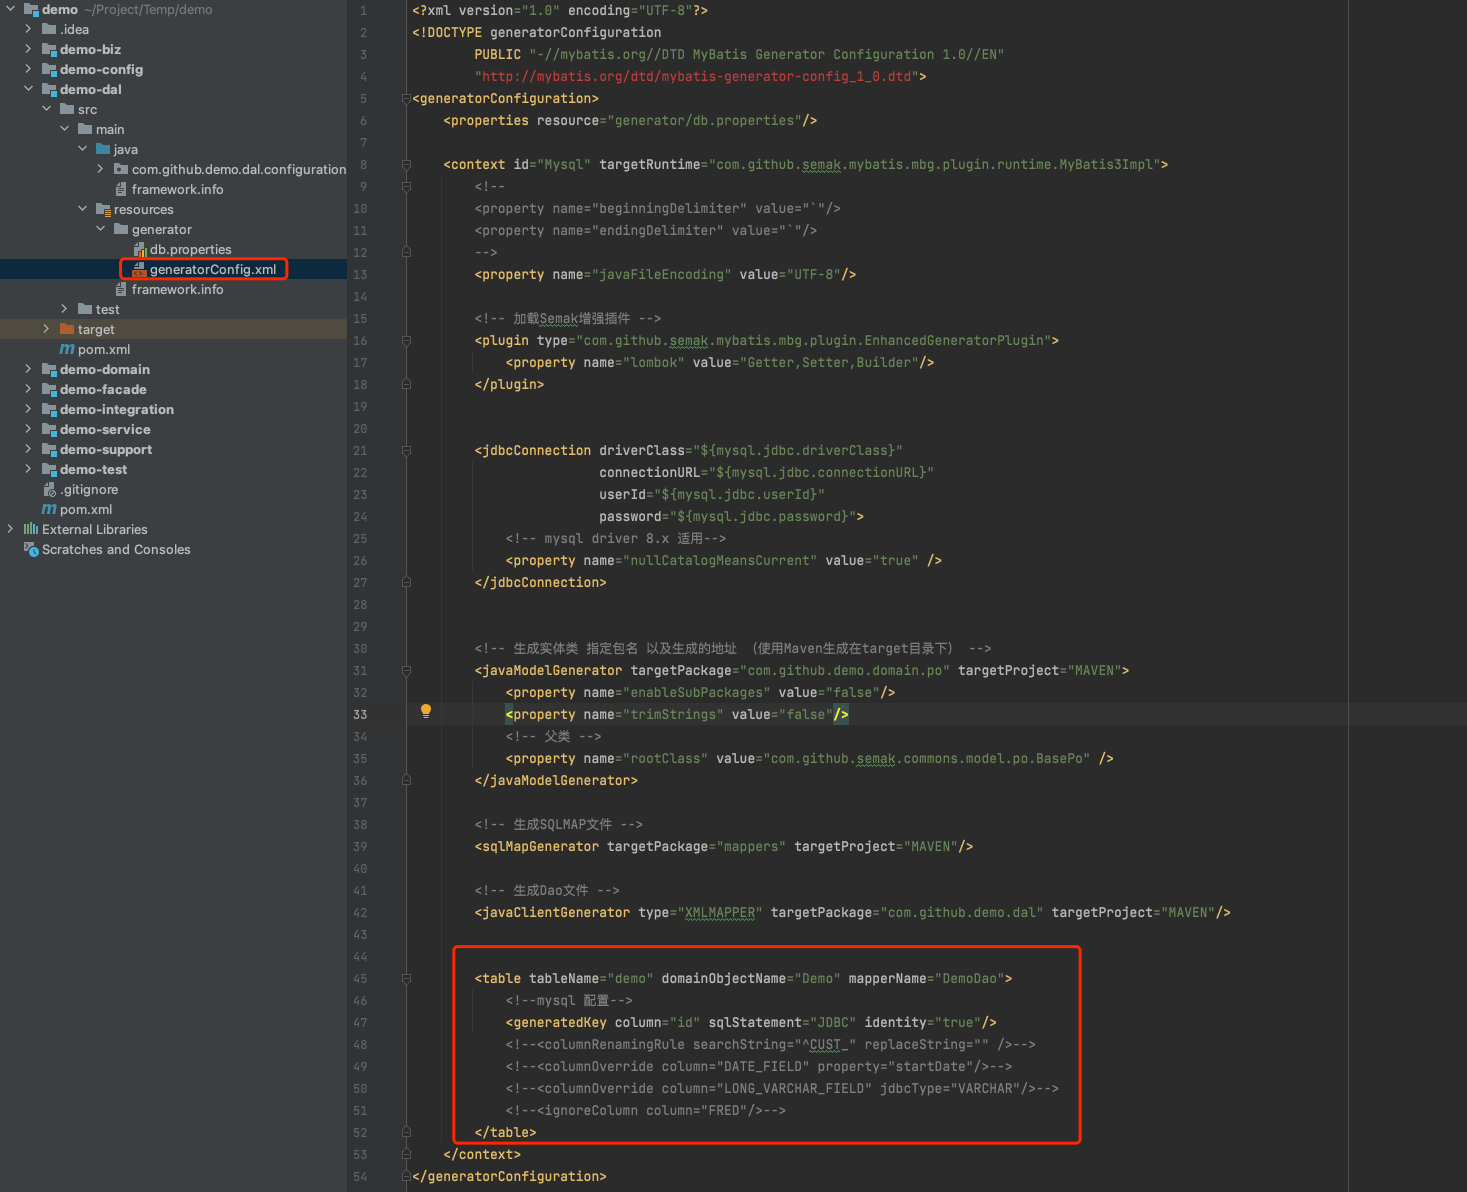 demo ~/Project/Temp/demo
.idea
demo-biz
demo-config
demo-dal
src
main
java
com.github.demo.dal.configuration
framework.info
resources
generator
db.properties
generatorConfig.xml
framework.info
test
target
pom.xml
demo-domain
demo-facade
demo-integration
demo-service
demo-support
demo-test
.gitignore
pom.xml
External Libraries
Scratches and Consoles
1 <?xml version="1.0" encoding="UTF-8"?>
2 <!DOCTYPE generatorConfiguration
3 PUBLIC "-//mybatis.org//DTD MyBatis Generator Configuration 1.0//EN"
4 "http://mybatis.org/dtd/mybatis-generator-config_1_0.dtd">
5 <generatorConfiguration>
6 <properties resource="generator/db.properties"/>
7
8 <context id="Mysql" targetRuntime="com.github.semak.mybatis.mbg.plugin.runtime.MyBatis3Impl">
9 <!--
10 <property name="beginningDelimiter" value="`"/>
11 <property name="endingDelimiter" value="`"/>
12 -->
13 <property name="javaFileEncoding" value="UTF-8"/>
14
15 <!-- 加载Semak增强插件 -->
16 <plugin type="com.github.semak.mybatis.mbg.plugin.EnhancedGeneratorPlugin">
17 <property name="lombok" value="Getter,Setter,Builder"/>
18 </plugin>
19
20
21 <jdbcConnection driverClass="${mysql.jdbc.driverClass}"
22 connectionURL="${mysql.jdbc.connectionURL}"
23 userId="${mysql.jdbc.userId}"
24 password="${mysql.jdbc.password}">
25 <!-- mysql driver 8.x 适用-->
26 <property name="nullCatalogMeansCurrent" value="true" />
27 </jdbcConnection>
28
29
30 <!-- 生成实体类 指定包名 以及生成的地址 （使用Maven生成在target目录下） -->
31 <javaModelGenerator targetPackage="com.github.demo.domain.po" targetProject="MAVEN">
32 <property name="enableSubPackages" value="false"/>
33 <property name="trimStrings" value="false"/>
34 <!-- 父类 -->
35 <property name="rootClass" value="com.github.semak.commons.model.po.BasePo" />
36 </javaModelGenerator>
37
38 <!-- 生成SQLMAP文件 -->
39 <sqlMapGenerator targetPackage="mappers" targetProject="MAVEN"/>
40
41 <!-- 生成Dao文件 -->
42 <javaClientGenerator type="XMLMAPPER" targetPackage="com.github.demo.dal" targetProject="MAVEN"/>
43
44
45 <table tableName="demo" domainObjectName="Demo" mapperName="DemoDao">
46 <!--mysql 配置-->
47 <generatedKey column="id" sqlStatement="JDBC" identity="true"/>
48 <!--<columnRenamingRule searchString="^CUST_" replaceString="" />-->
49 <!--<columnOverride column="DATE_FIELD" property="startDate"/>-->
50 <!--<columnOverride column="LONG_VARCHAR_FIELD" jdbcType="VARCHAR"/>-->
51 <!--<ignoreColumn column="FRED"/>-->
52 </table>
53 </context>
54 </generatorConfiguration>